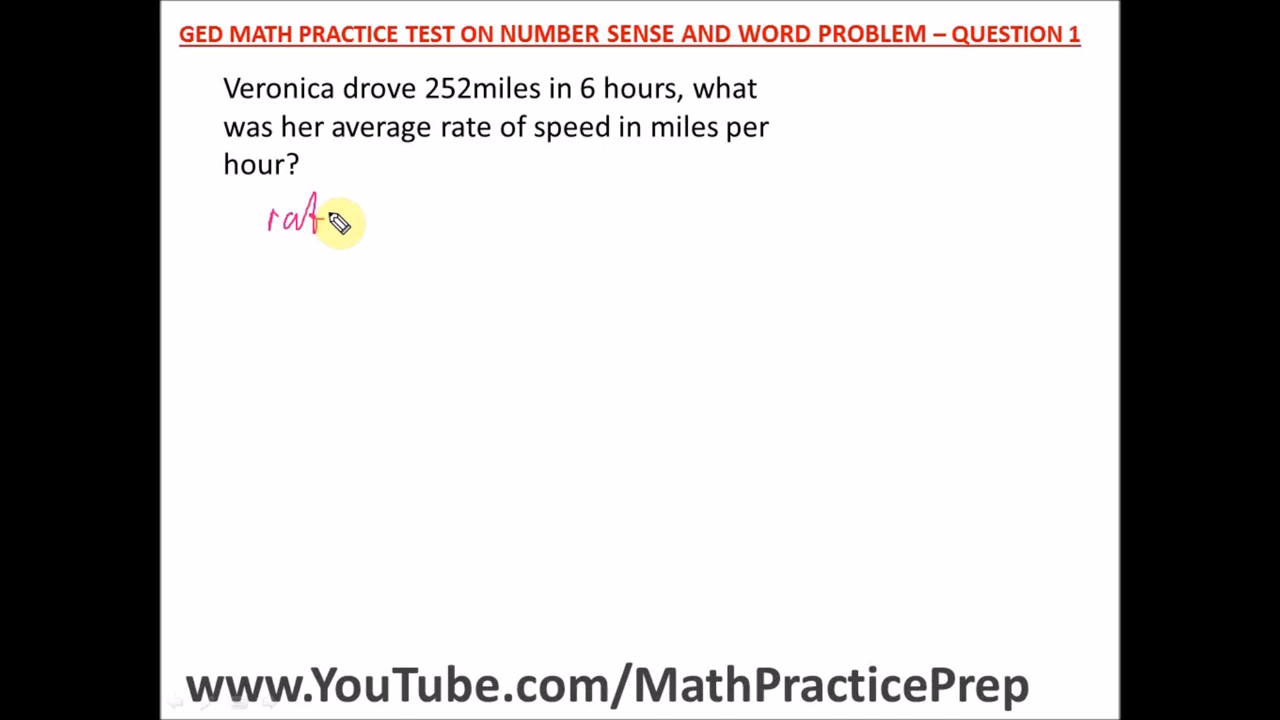 GED MATH PRACTICE TEST ON NUMBER SENSE AND WORD PROBLEM – QUESTION 1
Veronica drove 252miles in 6 hours, what
was her average rate of speed in miles per
hour?
rat
www.YouTube.com/MathPracticePrep